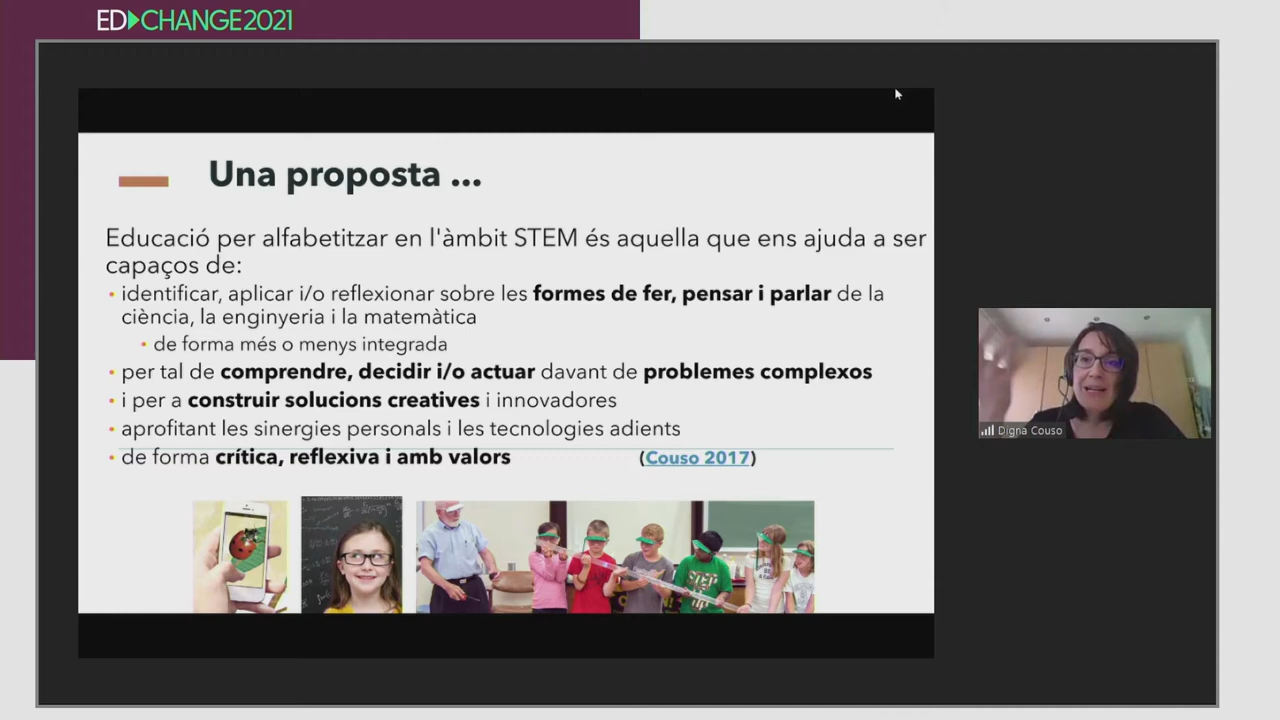 ED▶CHANGE2021
Una proposta ...
Educació per alfabetitzar en l'àmbit STEM és aquella que ens ajuda a ser
capaços de:
• identificar, aplicar i/o reflexionar sobre les formes de fer, pensar i parlar de la
ciència, la enginyeria i la matemàtica
• de forma més o menys integrada
• per tal de comprendre, decidir i/o actuar davant de problemes complexos
• i per a construir solucions creatives i innovadores
• aprofitant les sinergies personals i les tecnologies adients
• de forma crítica, reflexiva i amb valors (Couso 2017)
Digna Couso